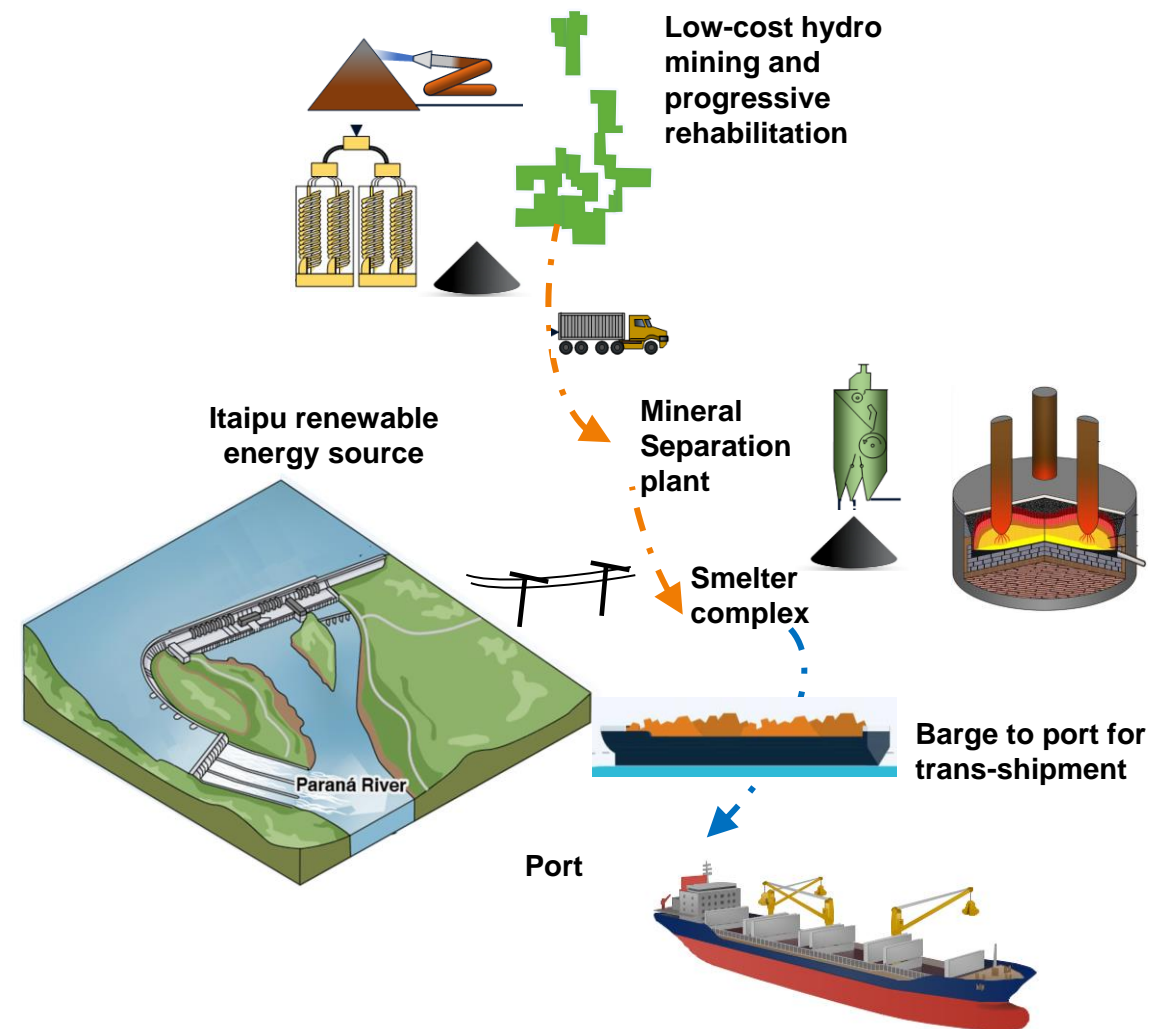 Low-cost hydro
mining and
progressive
rehabilitation
Itaipu renewable
energy source
Mineral
Separation
plant
Smelter
complex
Paraná River
Barge to port for
trans-shipment
Port